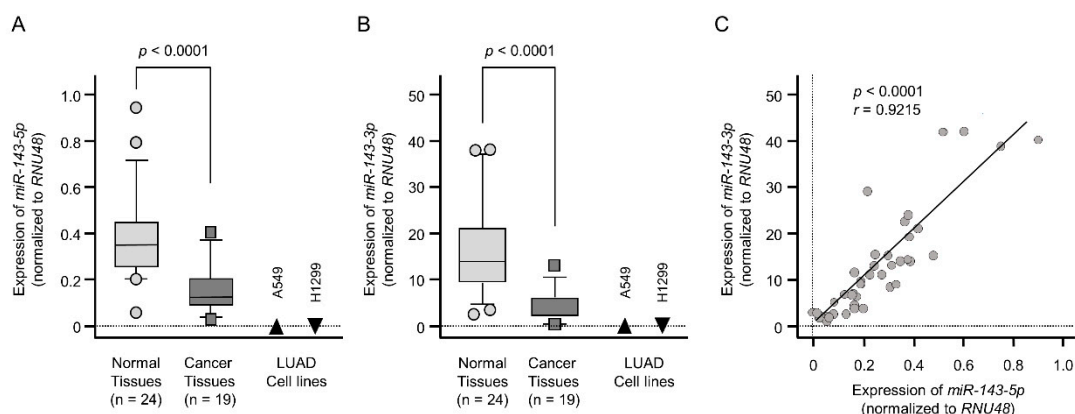 A
p < 0.0001
Expression of miR-143-5p
(normalized to RNU48)
1.0
0.8
0.6
0.4
0.2
0
A549
H1299
Normal
Tissues
(n = 24)
Cancer
Tissues
(n = 19)
LUAD
Cell lines
B
p < 0.0001
Expression of miR-143-3p
(normalized to RNU48)
50
40
30
20
10
0
A549
H1299
Normal
Tissues
(n = 24)
Cancer
Tissues
(n = 19)
LUAD
Cell lines
C
p < 0.0001
r = 0.9215
Expression of miR-143-3p
(normalized to RNU48)
50
40
30
20
10
0
0 0.2 0.4 0.6 0.8 1.0
Expression of miR-143-5p
(normalized to RNU48)